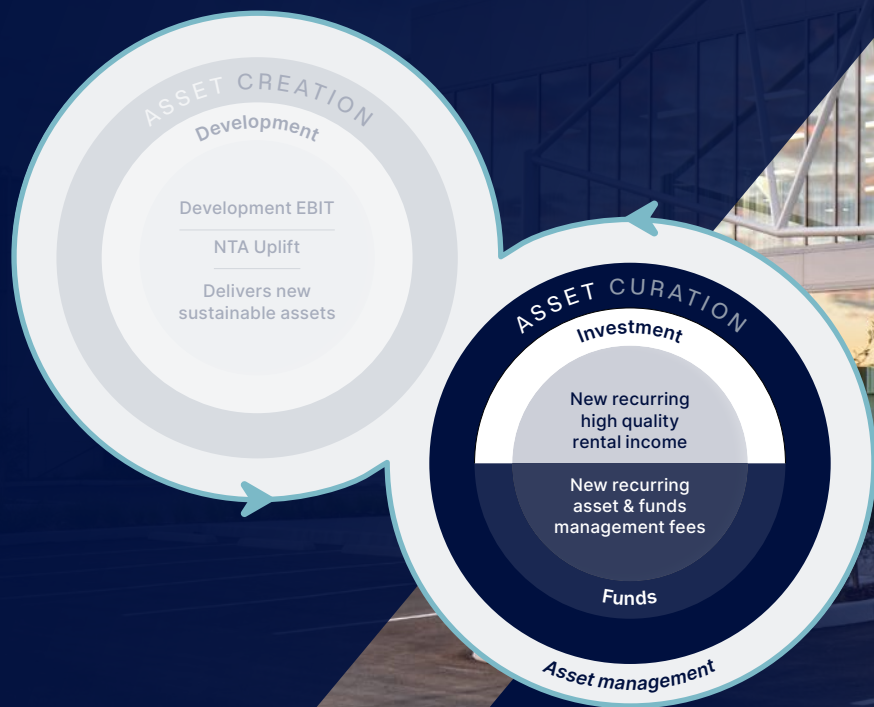 ASSET CREATION
Development
Development EBIT
NTA Uplift
Delivers new
sustainable assets
ASSET CURATION
Investment
New recurring
high quality
rental income
New recurring
asset & funds
management fees
Funds
Asset management